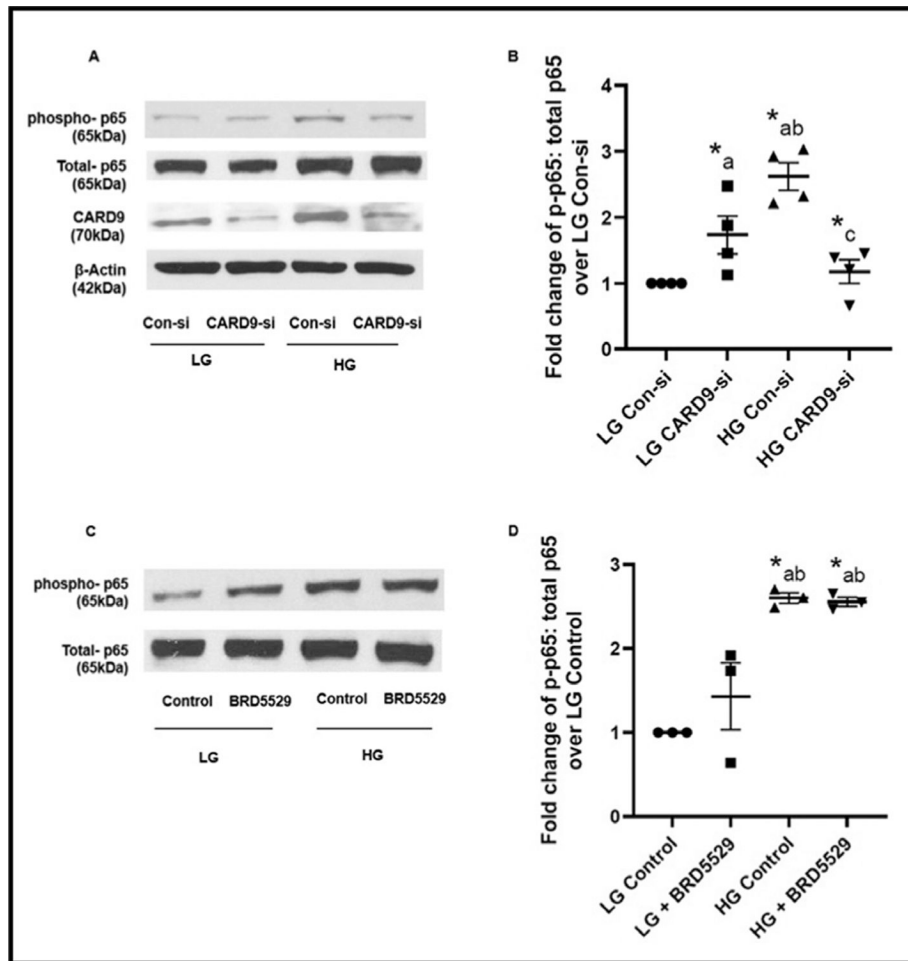 A
phospho- p65
(65kDa)
Total- p65
(65kDa)
CARD9
(70kDa)
β-Actin
(42kDa)
Con-si CARD9-si Con-si CARD9-si
LG HG
B
Fold change of p-p65: total p65
over LG Con-si
4
3
2
1
0
*
a
*
ab
*
c
LG Con-si
LG CARD9-si
HG Con-si
HG CARD9-si
C
phospho- p65
(65kDa)
Total- p65
(65kDa)
Control BRD5529 Control BRD5529
LG HG
D
Fold change of p-p65: total p65
over LG Control
3
2
1
0
*
ab
*
ab
LG Control
LG + BRD5529
HG Control
HG + BRD5529